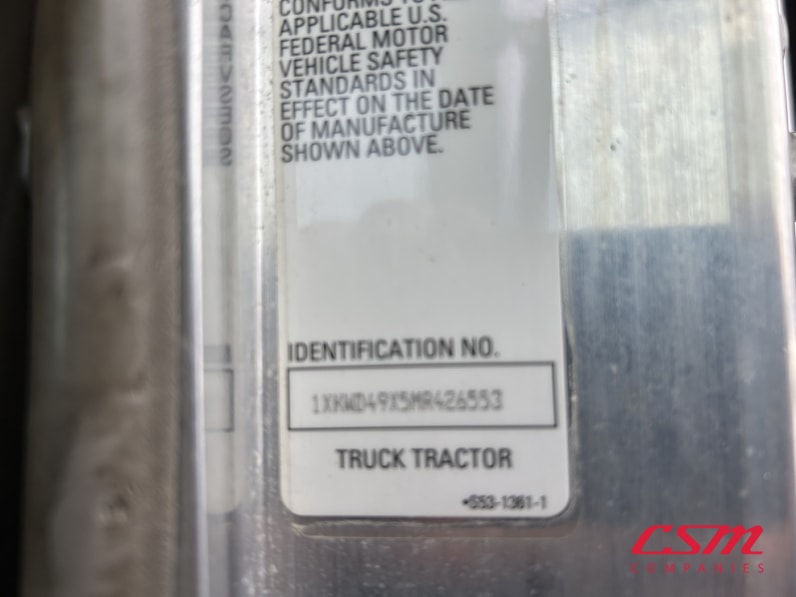 APPLICABLE U.S.
FEDERAL MOTOR
VEHICLE SAFETY
STANDARDS IN
EFFECT ON THE DATE
OF MANUFACTURE
SHOWN ABOVE.
IDENTIFICATION NO.
1XKWD49X5MR426553
TRUCK TRACTOR
•S53-1361-1
CSM
COMPANIES